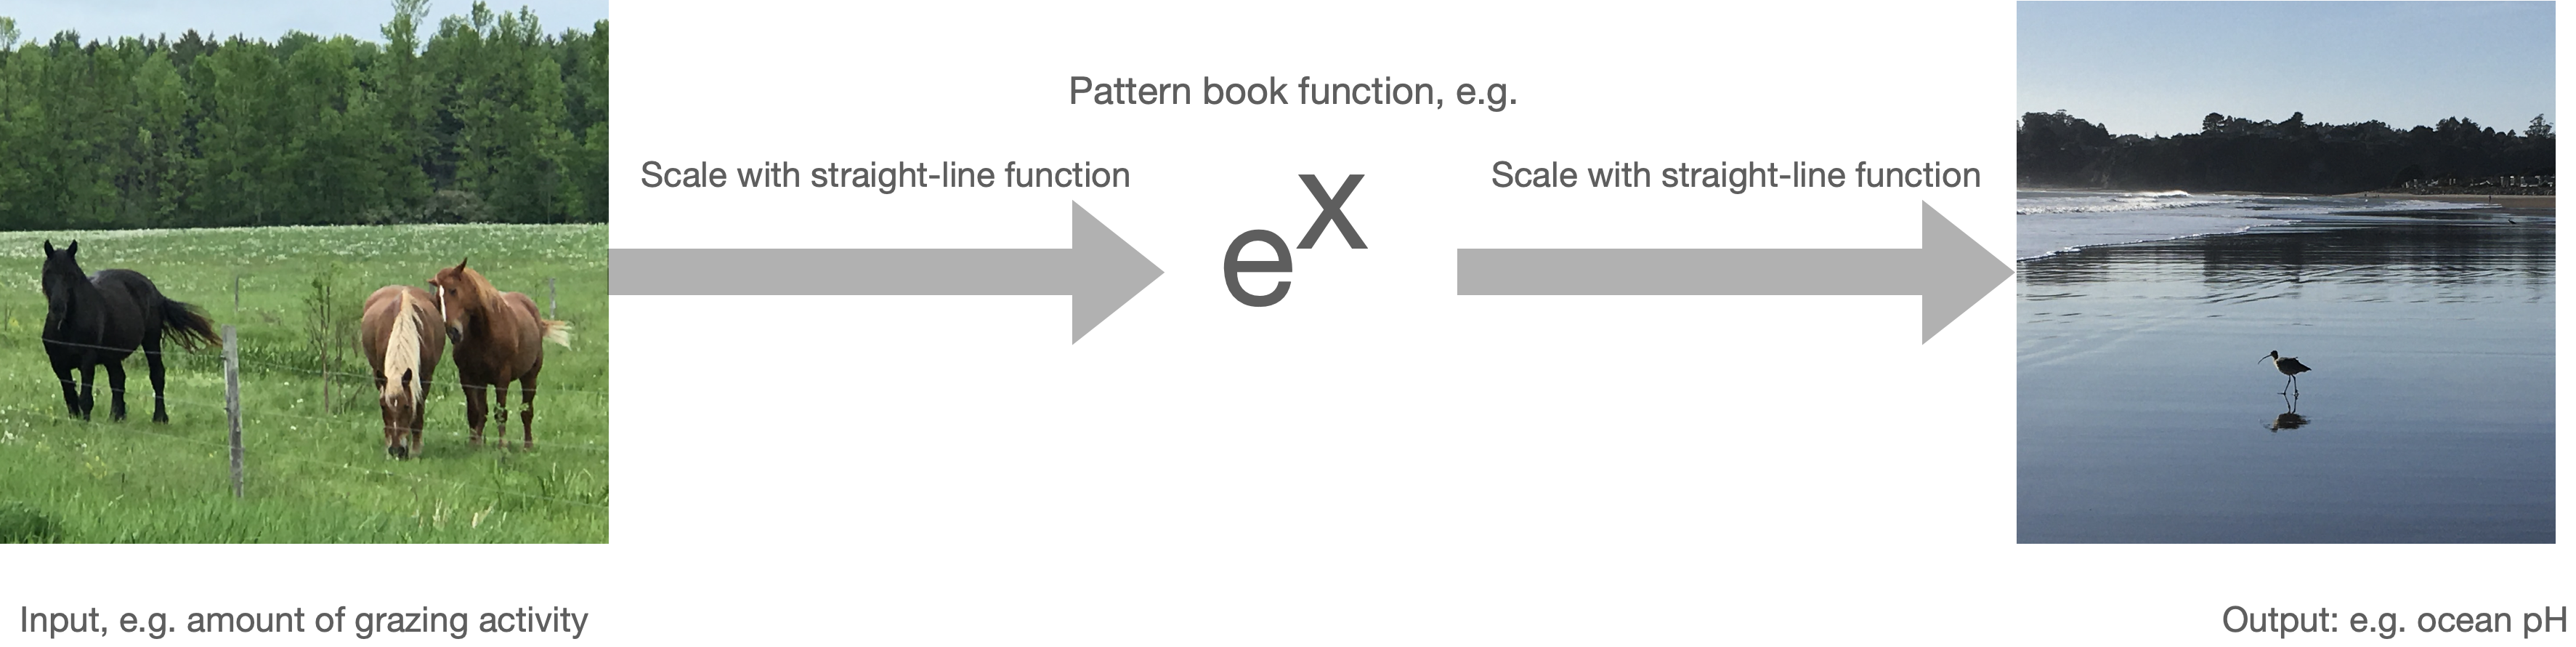 Pattern book function, e.g.
Scale with straight-line function
e^x
Scale with straight-line function
Input, e.g. amount of grazing activity
Output: e.g. ocean pH